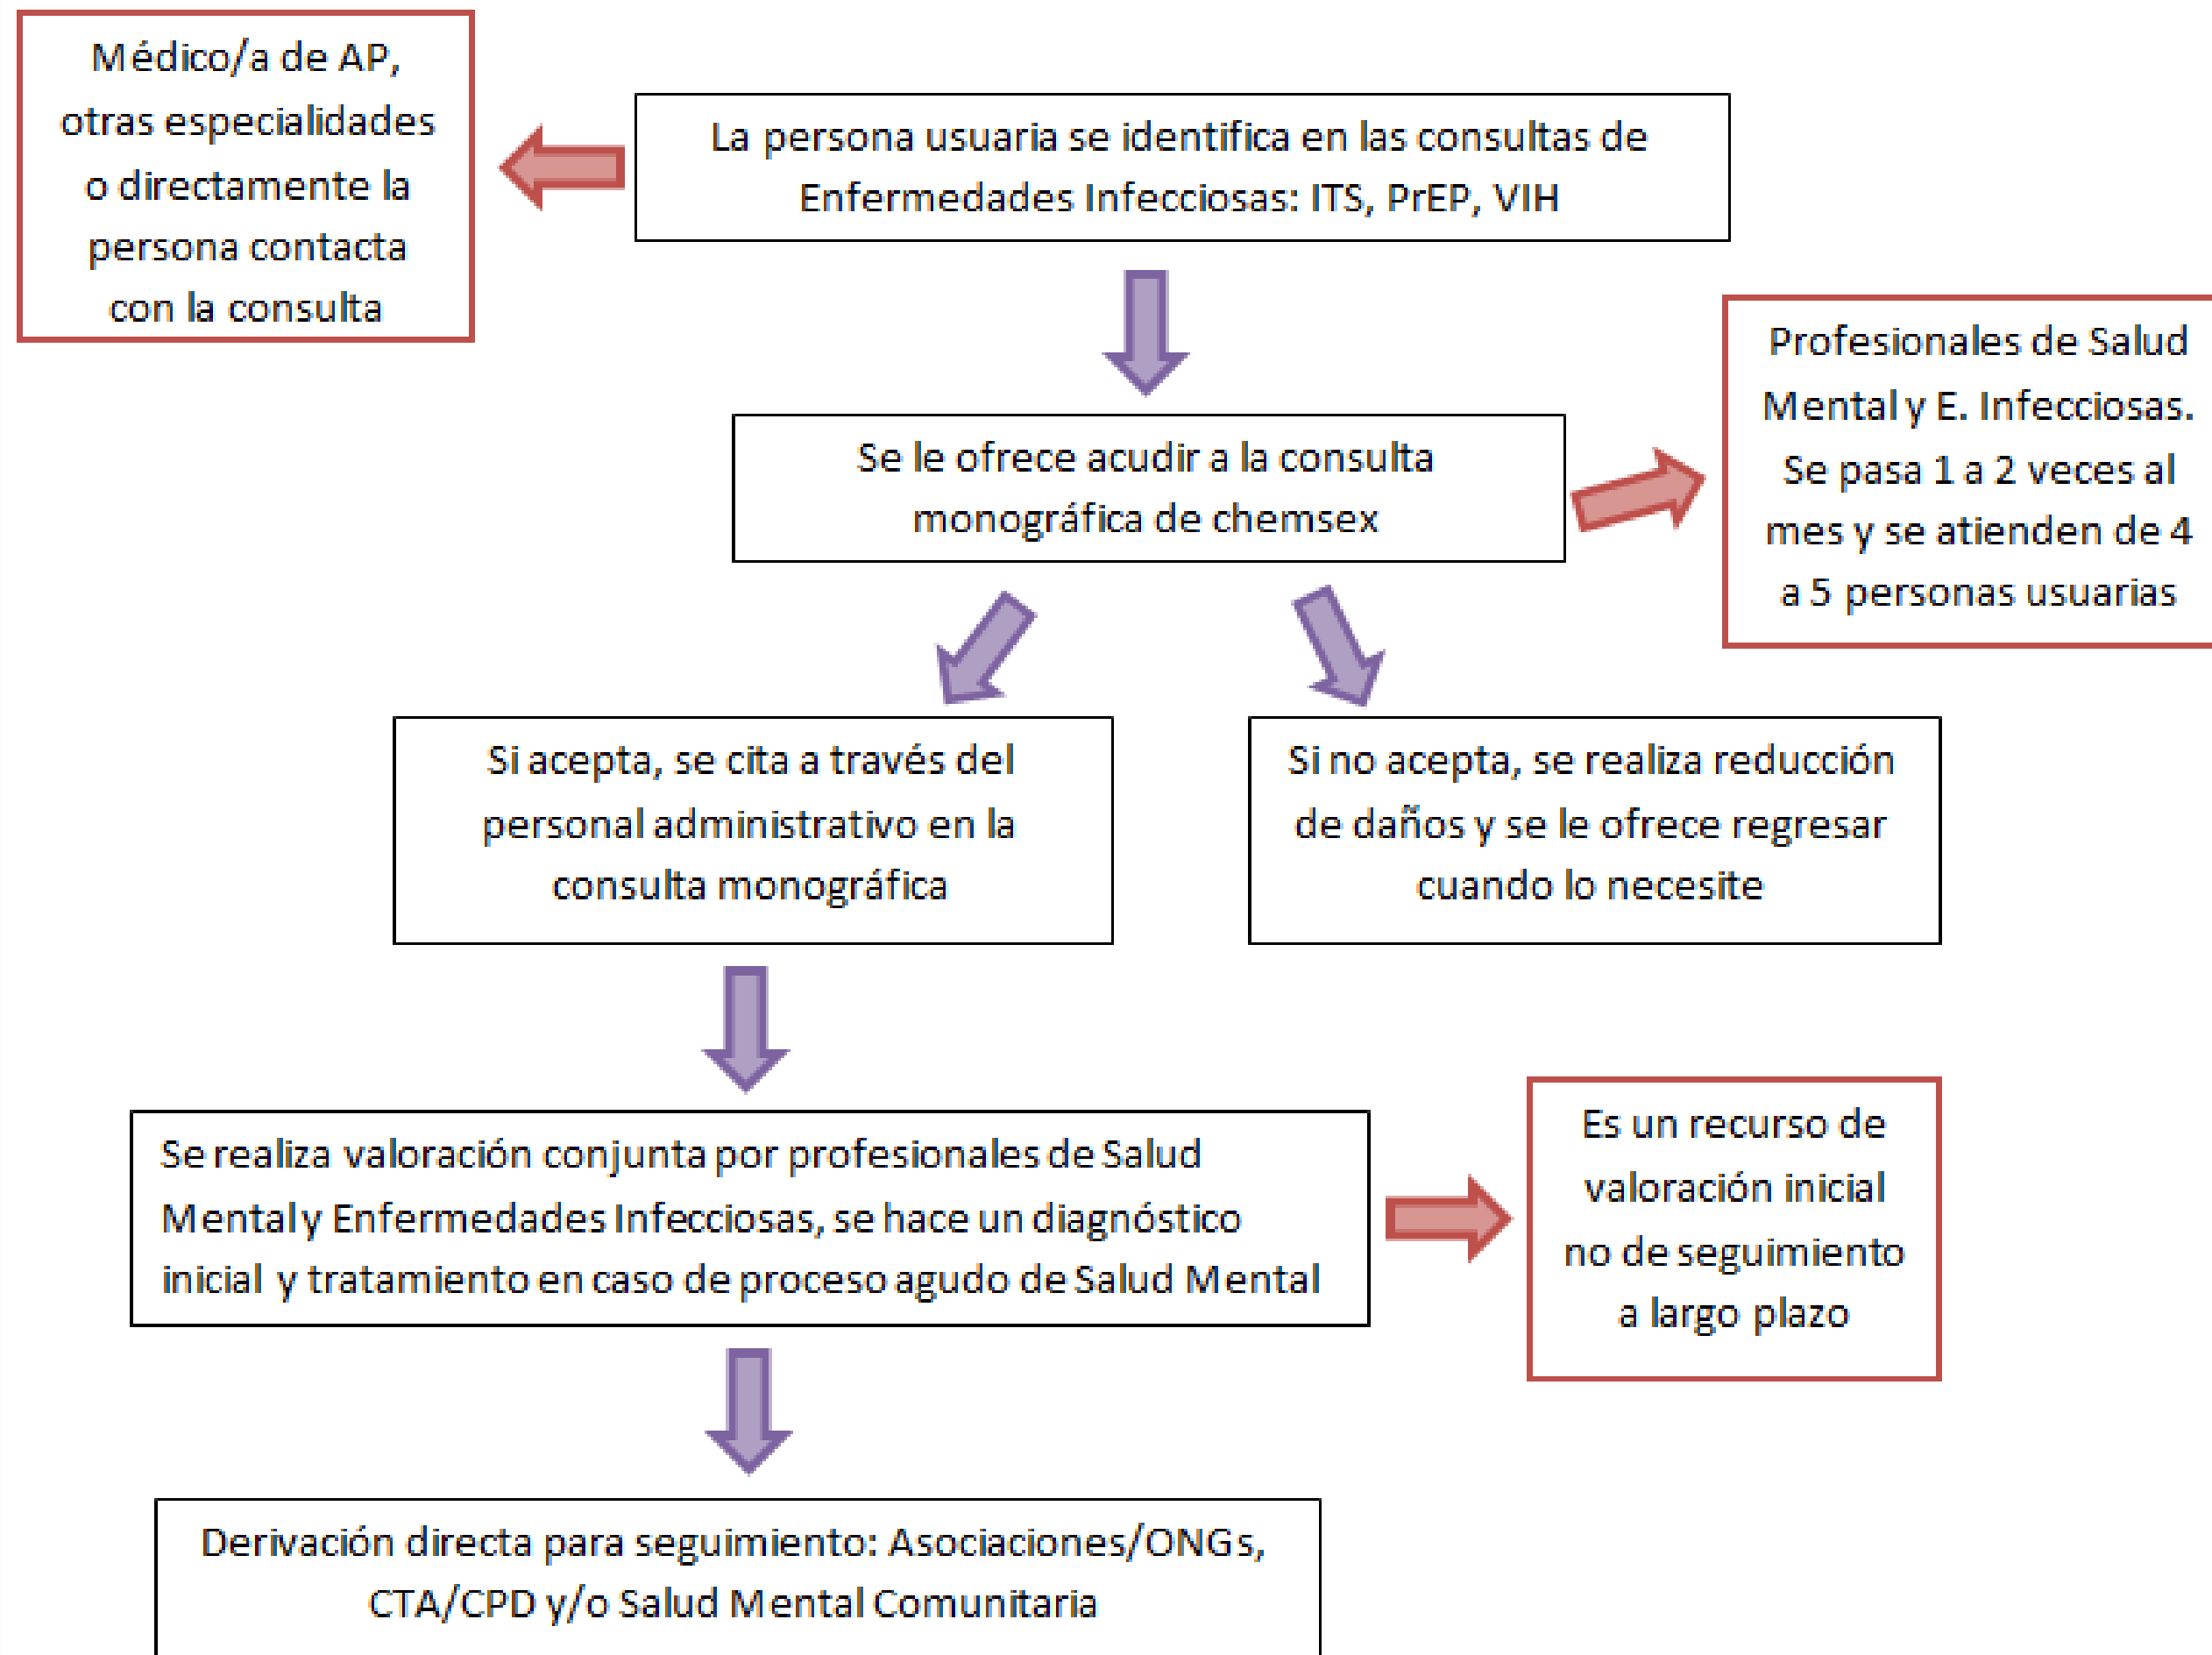 Médico/a de AP,
otras especialidades
o directamente la
persona contacta
con la consulta
La persona usuaria se identifica en las consultas de
Enfermedades Infecciosas: ITS, PrEP, VIH
Se le ofrece acudir a la consulta
monográfica de chemsex
Profesionales de Salud
Mental y E. Infecciosas.
Se pasa 1 a 2 veces al
mes y se atienden de 4
a 5 personas usuarias
Si acepta, se cita a través del
personal administrativo en la
consulta monográfica
Si no acepta, se realiza reducción
de daños y se le ofrece regresar
cuando lo necesite
Se realiza valoración conjunta por profesionales de Salud
Mental y Enfermedades Infecciosas, se hace un diagnóstico
inicial y tratamiento en caso de proceso agudo de Salud Mental
Es un recurso de
valoración inicial
no de seguimiento
a largo plazo
Derivación directa para seguimiento: Asociaciones/ONGs,
CTA/CPD y/o Salud Mental Comunitaria